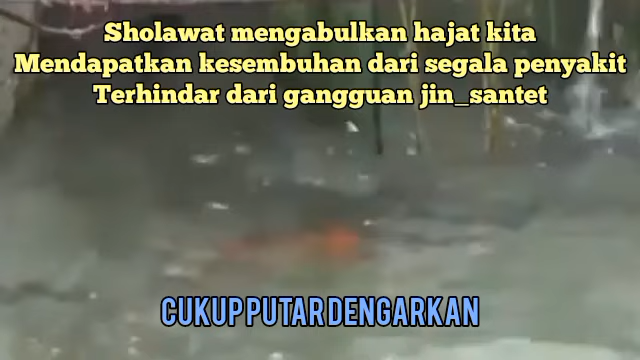 Sholawat mengabulkan hajat kita
Mendapatkan kesembuhan dari segala penyakit
Terhindar dari gangguan jin_santet
CUKUP PUTAR DENGARKAN